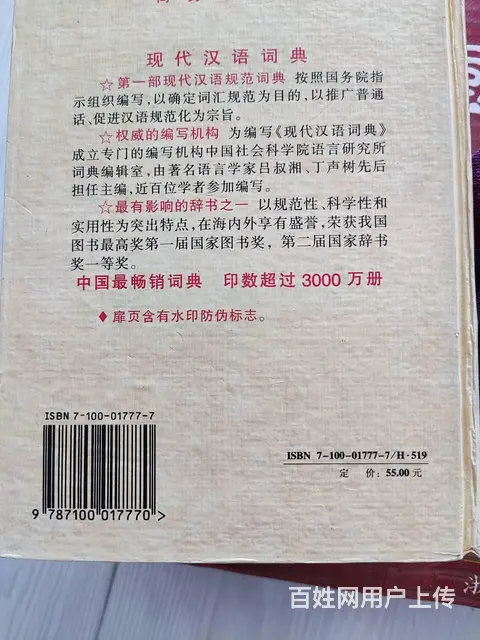 现代汉语词典
☆第一部现代汉语规范词典 按照国务院指
示组织编写，以确定词汇规范为目的，以推广普通
话、促进汉语规范化为宗旨。
☆权威的编写机构 为编写《现代汉语词典》
成立专门的编写机构中国社会科学院语言研究所
词典编辑室，由著名语言学家吕叔湘、丁声树先后
担任主编，近百位学者参加编写。
☆最有影响的辞书之一 以规范性、科学性和
实用性为突出特点，在海内外享有盛誉，荣获我国
图书最高奖第一届国家图书奖，第二届国家辞书
奖一等奖。
中国最畅销词典 印数超过 3000 万册
♦ 扉页含有水印防伪标志。
ISBN 7-100-01777-7
9 787100 017770 >
ISBN 7-100-01777-7/H·519
定 价：55.00 元
百姓网用户上传